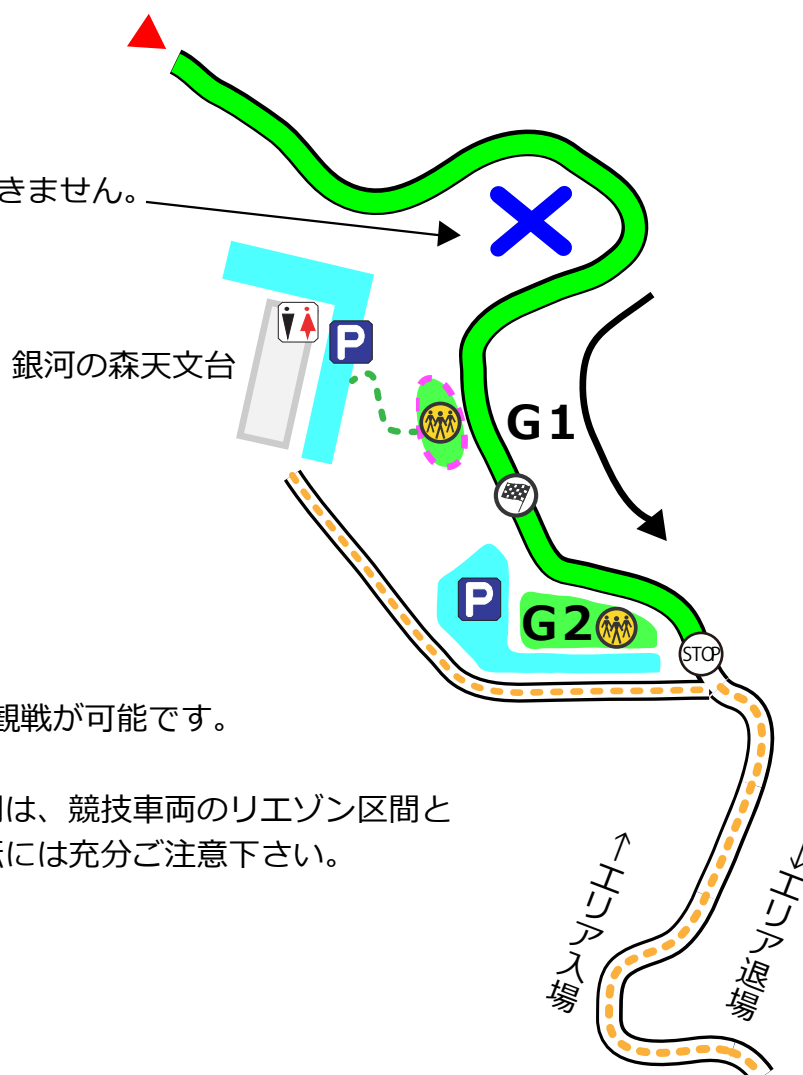 きません。
銀河の森天文台
P
G1
P
G2
STOP
観戦が可能です。
は、競技車両のリエゾン区間と
には充分ご注意下さい。
←エリア入場
↓エリア退場